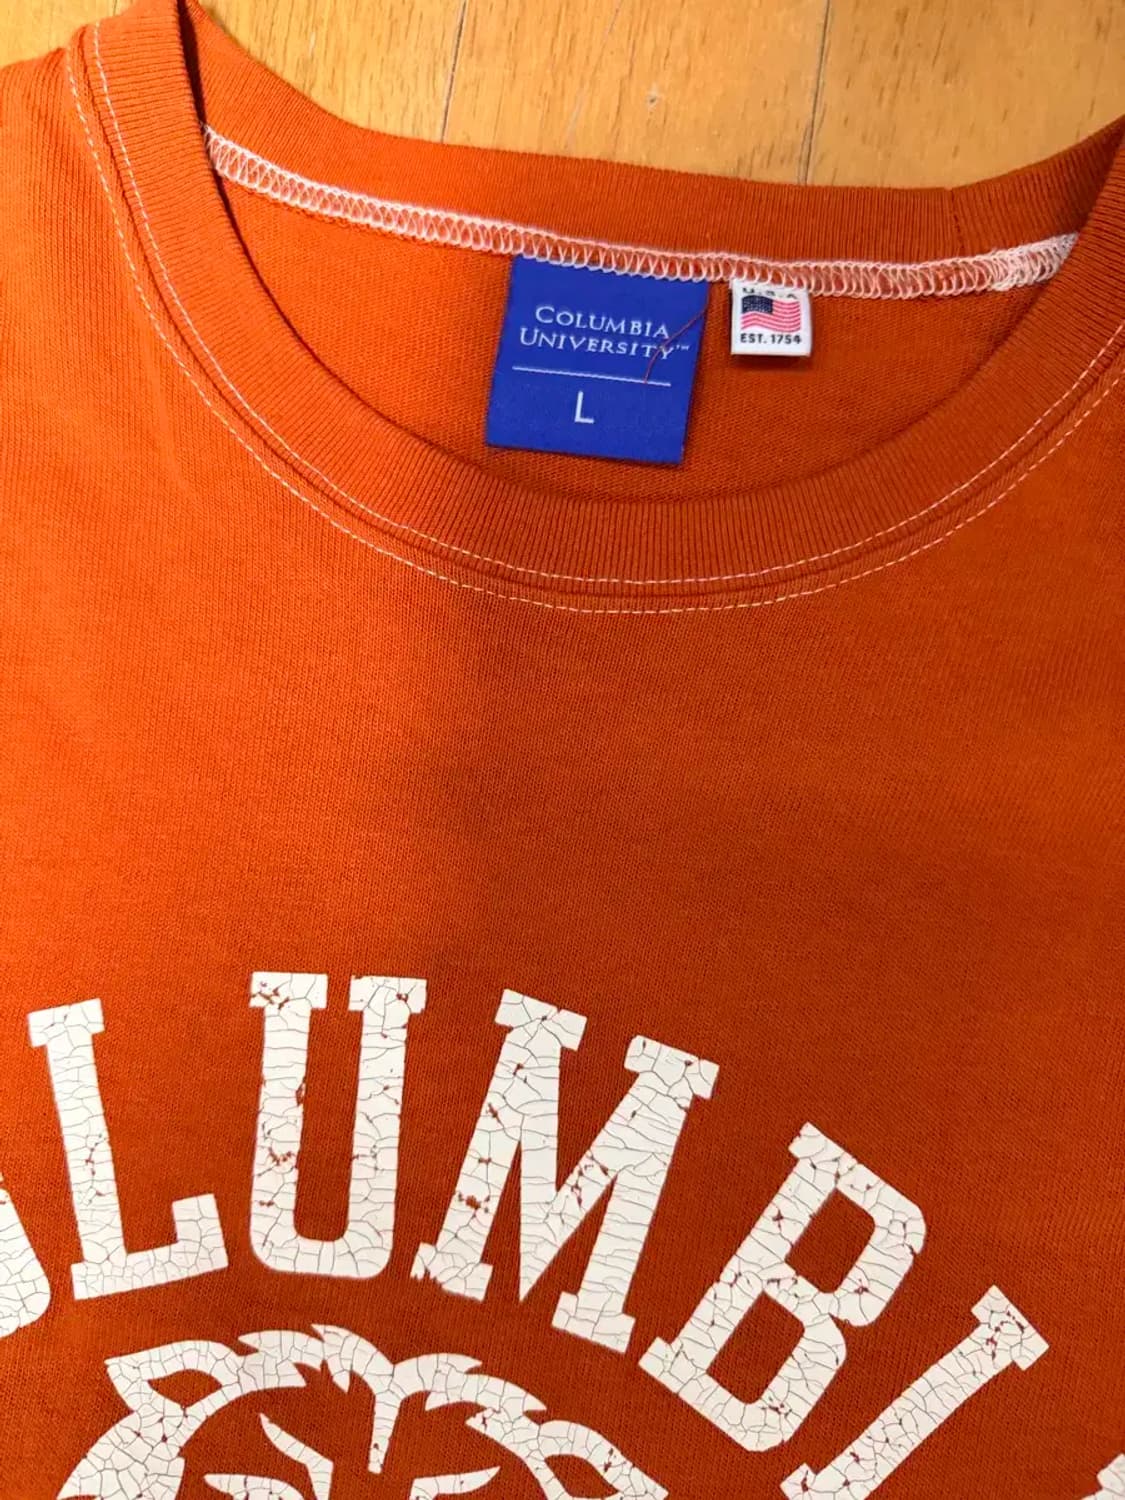 COLUMBIA
UNIVERSITY™
L
U.S.A
EST. 1754
LUMBI